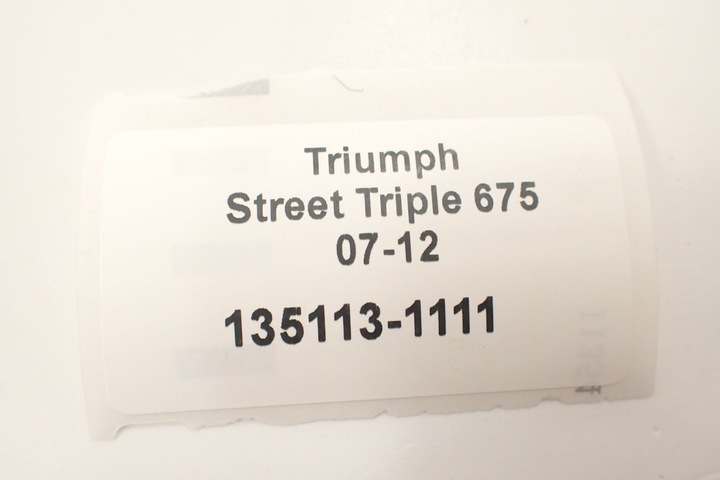 Triumph
Street Triple 675
07-12
135113-1111